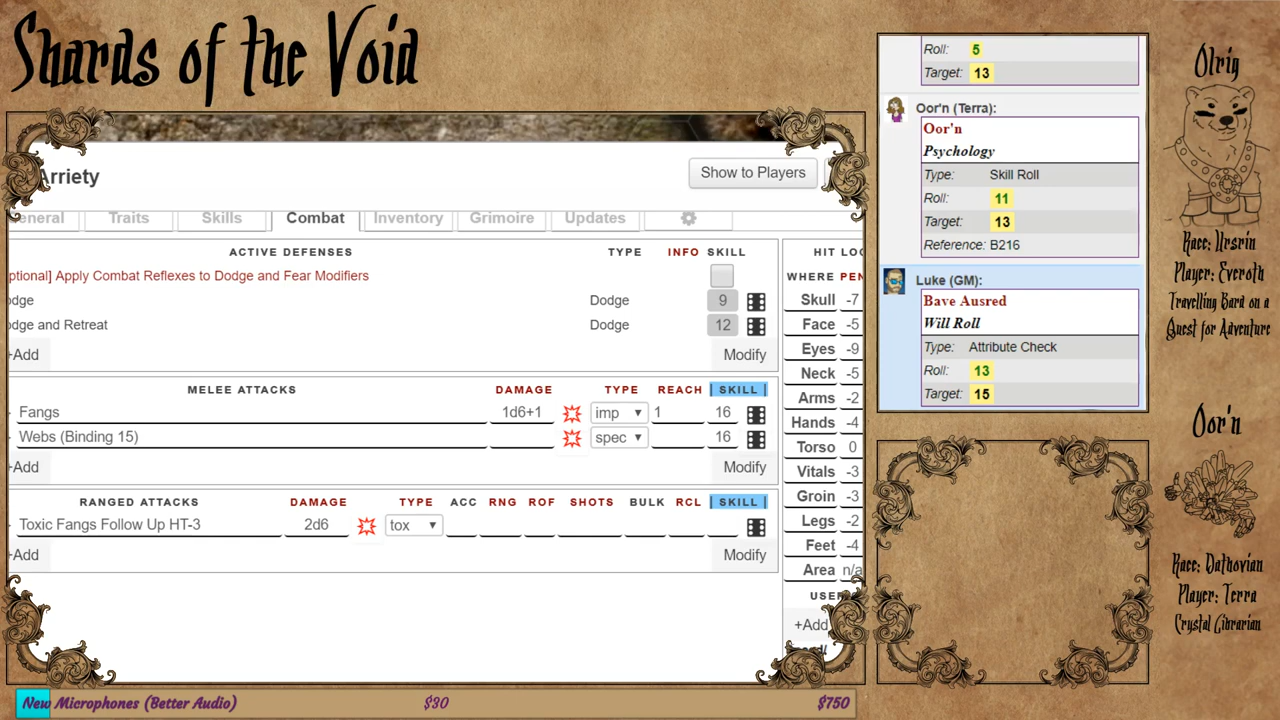 Shards of the Void
Arriety
Show to Players
eneral Traits Skills Combat Inventory Grimoire Updates
ACTIVE DEFENSES TYPE INFO SKILL
ptional] Apply Combat Reflexes to Dodge and Fear Modifiers
odge Dodge 9
odge and Retreat Dodge 12
+Add Modify
MELEE ATTACKS DAMAGE TYPE REACH | SKILL |
Fangs 1d6+1 imp 1 16
Webs (Binding 15) spec 16
+Add Modify
RANGED ATTACKS DAMAGE TYPE ACC RNG ROF SHOTS BULK RCL | SKILL |
Toxic Fangs Follow Up HT-3 2d6 tox
+Add Modify
HIT LOC
WHERE PEN
Skull -7
Face -5
Eyes -9
Neck -5
Arms -2
Hands -4
Torso 0
Vitals -3
Groin -3
Legs -2
Feet -4
Area n/a
USER
+Add
Roll: 5
Target: 13
Oor'n (Terra):
Oor'n
Psychology
Type: Skill Roll
Roll: 11
Target: 13
Reference: B216
Luke (GM):
Bave Ausred
Will Roll
Type: Attribute Check
Roll: 13
Target: 15
Olrig
Race: Ursrin
Player: Everoth
Travelling Bard on a
Quest for Adventure
Oor'n
Race: Dathovian
Player: Terra
Crystal Librarian
New Microphones (Better Audio) $30 $750